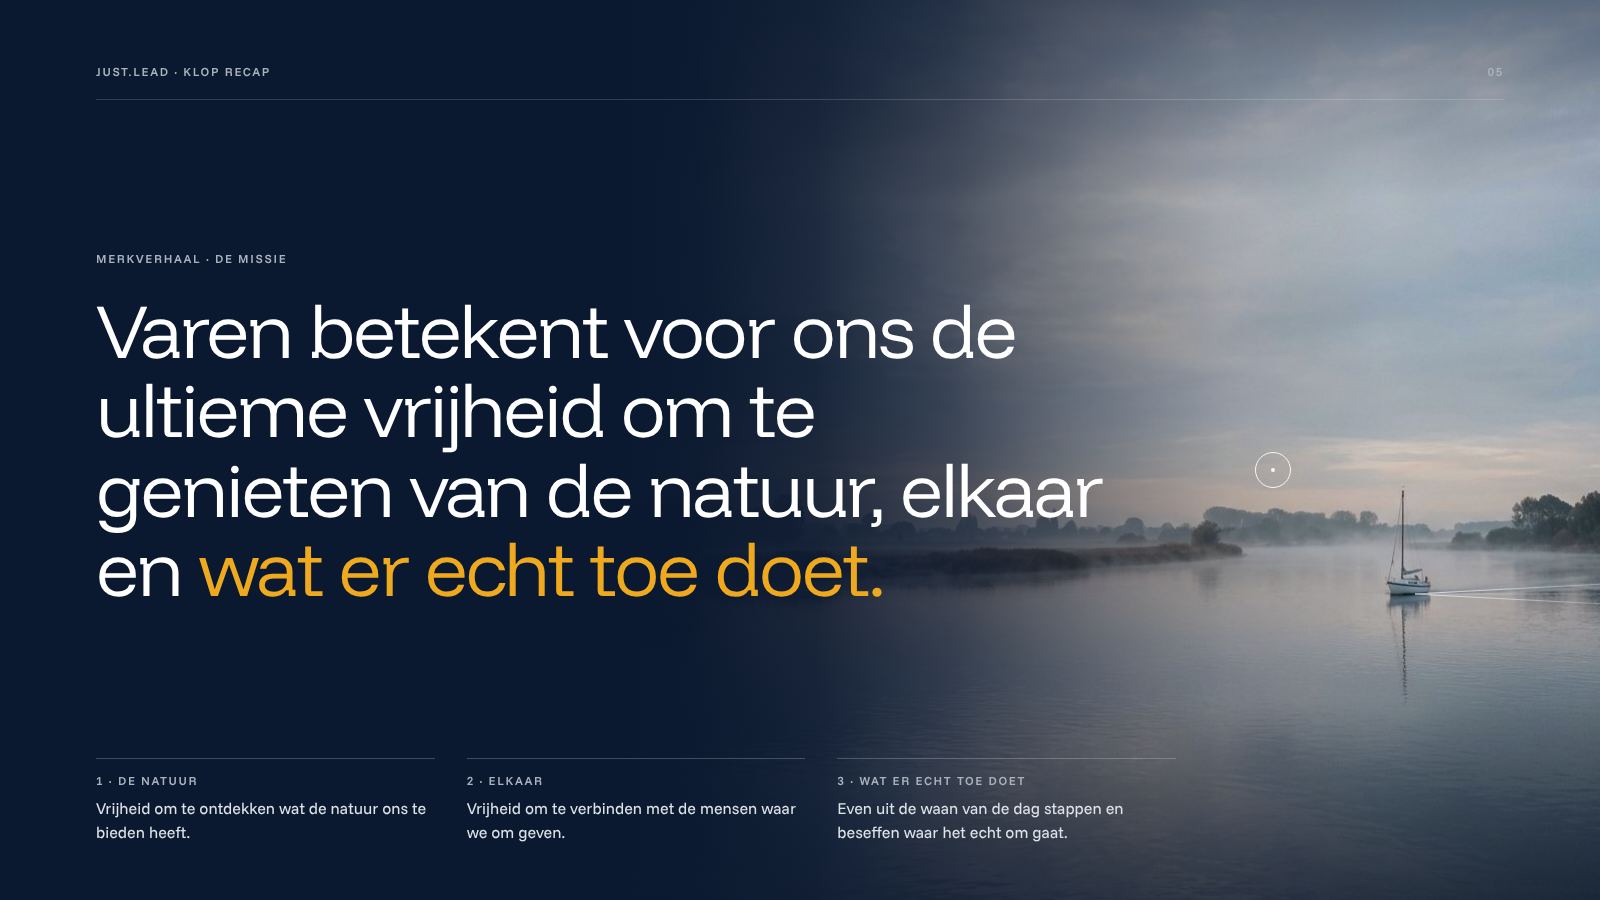 JUST.LEAD · KLOP RECAP
05
MERKVERHAAL · DE MISSIE
Varen betekent voor ons de
ultieme vrijheid om te
genieten van de natuur, elkaar
en wat er echt toe doet.
1 · DE NATUUR
Vrijheid om te ontdekken wat de natuur ons te
bieden heeft.
2 · ELKAAR
Vrijheid om te verbinden met de mensen waar
we om geven.
3 · WAT ER ECHT TOE DOET
Even uit de waan van de dag stappen en
beseffen waar het echt om gaat.